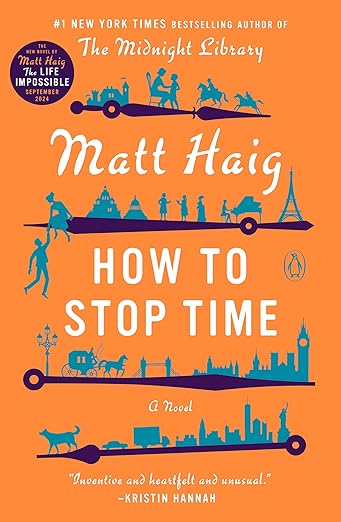 #1 NEW YORK TIMES BESTSELLING AUTHOR OF
The Midnight Library
THE
NEW NOVEL BY
Matt Haig
The LIFE
IMPOSSIBLE
SEPTEMBER
2024
Matt Haig
HOW TO
STOP TIME
A Novel
"Inventive and heartfelt and unusual."
–KRISTIN HANNAH